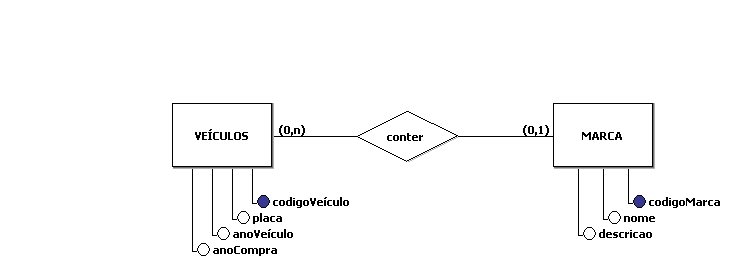 VEÍCULOS (0,n) conter (0,1) MARCA
codigoVeículo codigoMarca
placa nome
anoVeículo descricao
anoCompra